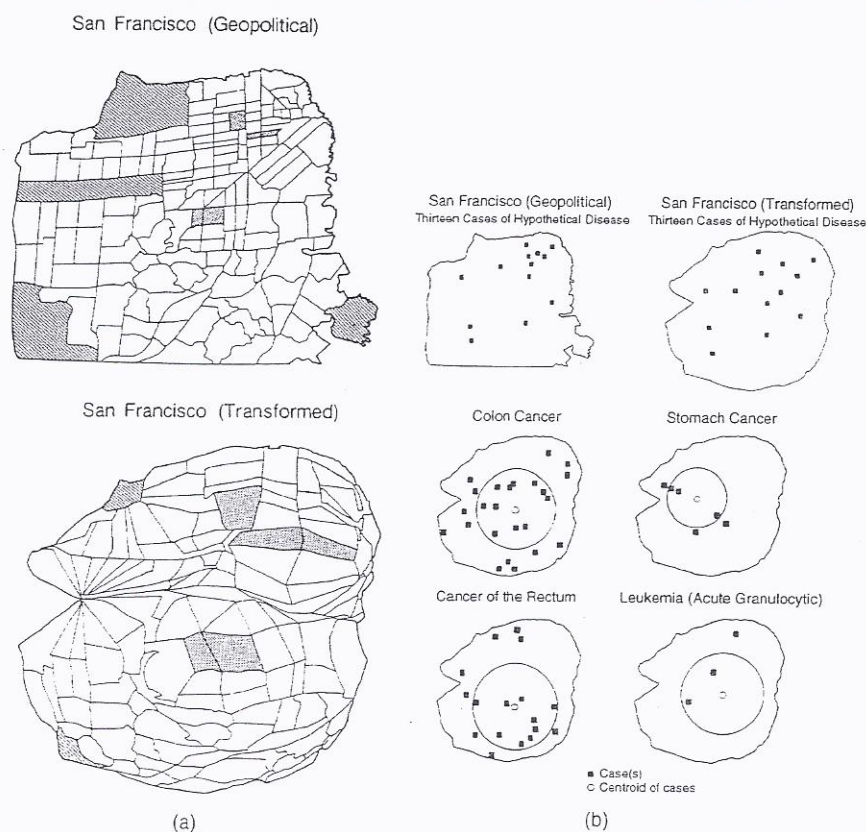 San Francisco (Geopolitical)
San Francisco (Transformed)
(a)
San Francisco (Geopolitical)
Thirteen Cases of Hypothetical Disease
San Francisco (Transformed)
Thirteen Cases of Hypothetical Disease
Colon Cancer
Stomach Cancer
Cancer of the Rectum
Leukemia (Acute Granulocytic)
Case(s)
Centroid of cases
(b)